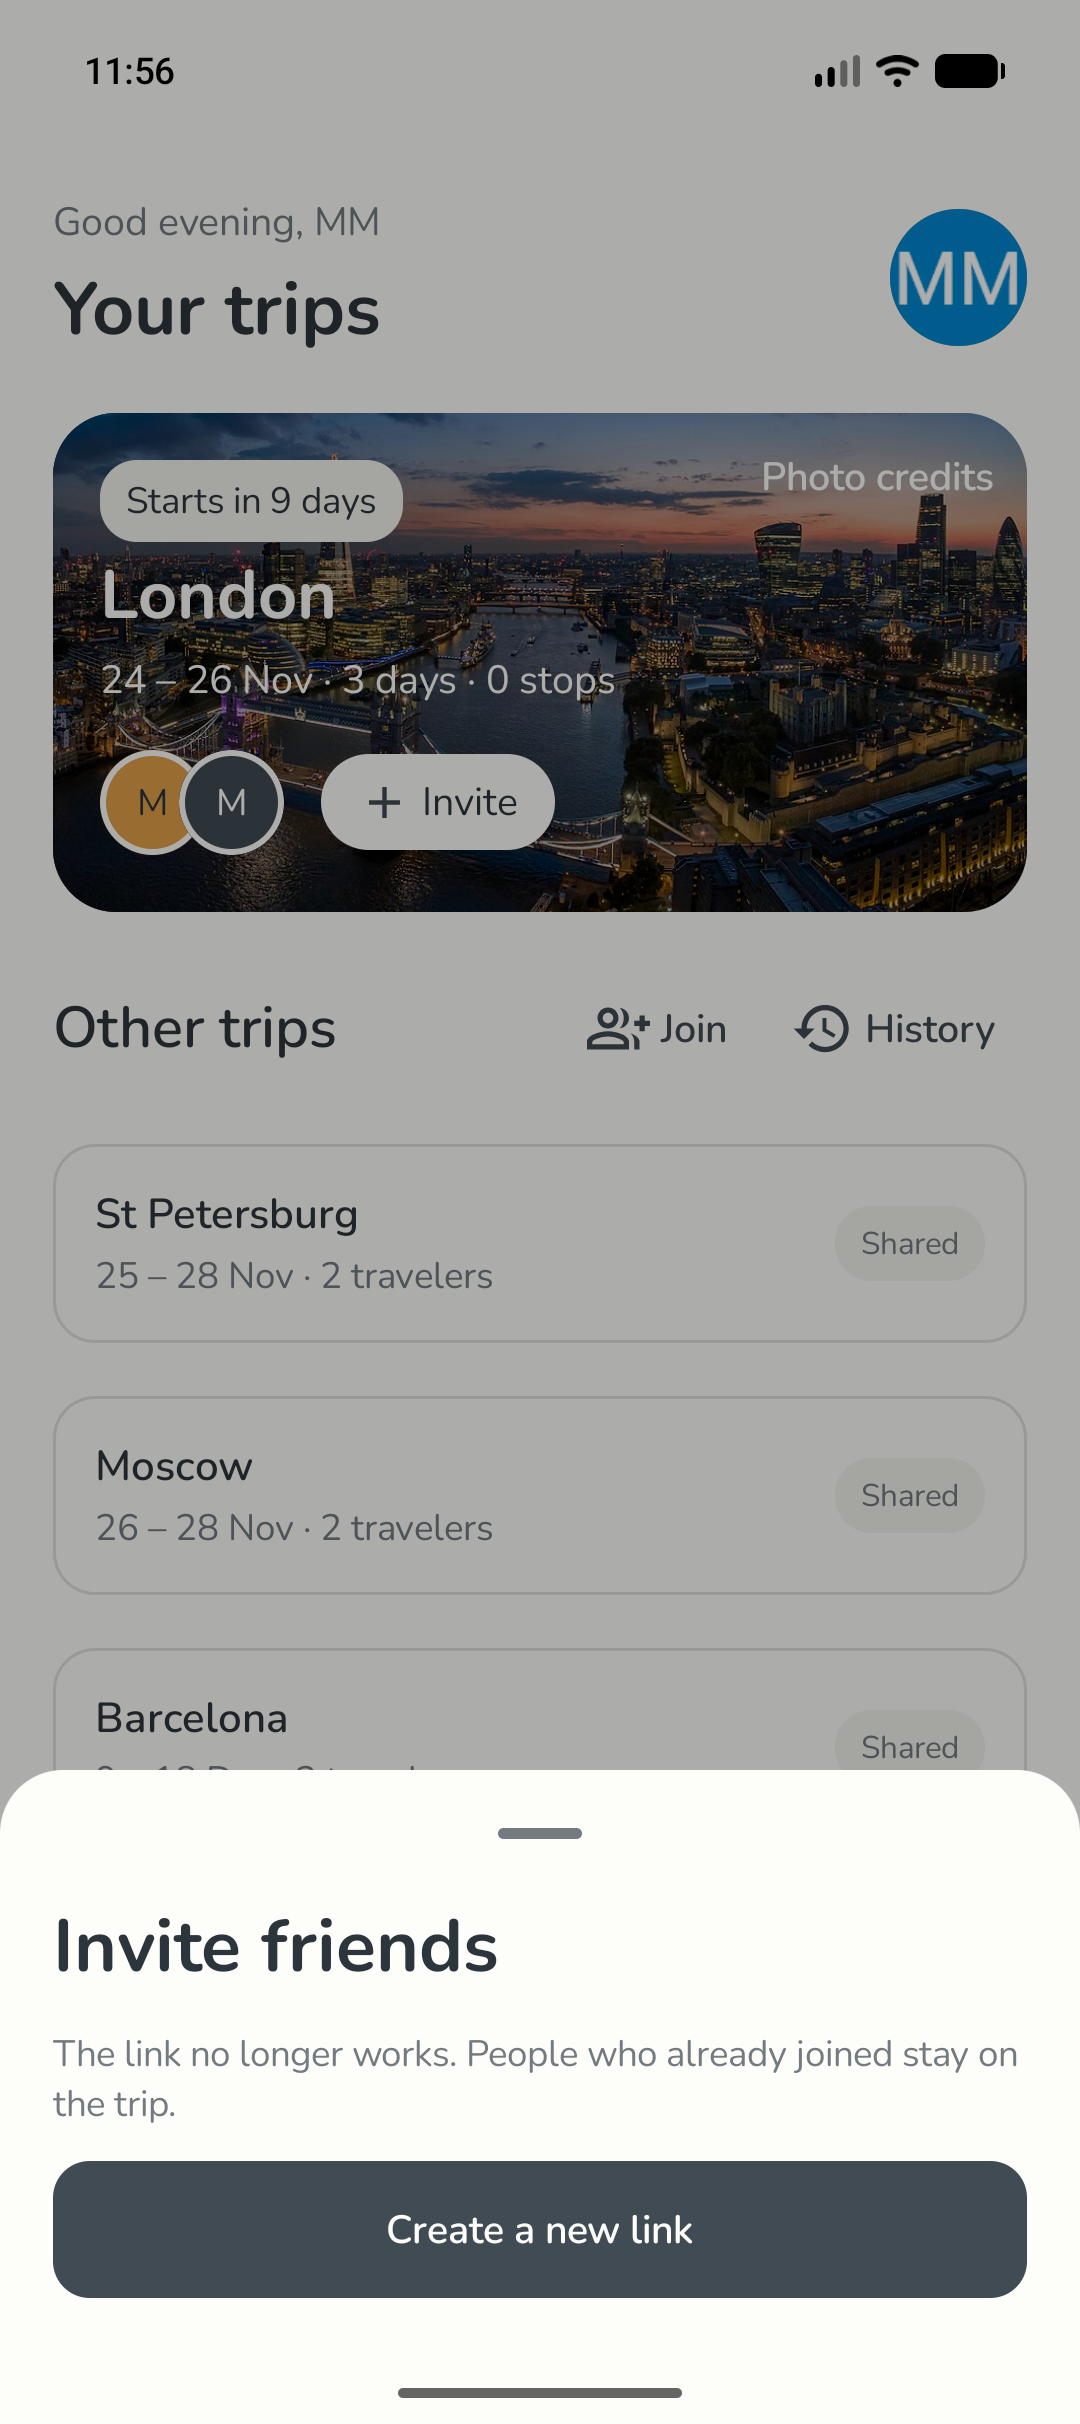 11:56
Good evening, MM
Your trips
MM
Starts in 9 days
Photo credits
London
24 – 26 Nov · 3 days · 0 stops
M
M
+ Invite
Other trips
Join
History
St Petersburg
25 – 28 Nov · 2 travelers
Shared
Moscow
26 – 28 Nov · 2 travelers
Shared
Barcelona
Shared
Invite friends
The link no longer works. People who already joined stay on
the trip.
Create a new link